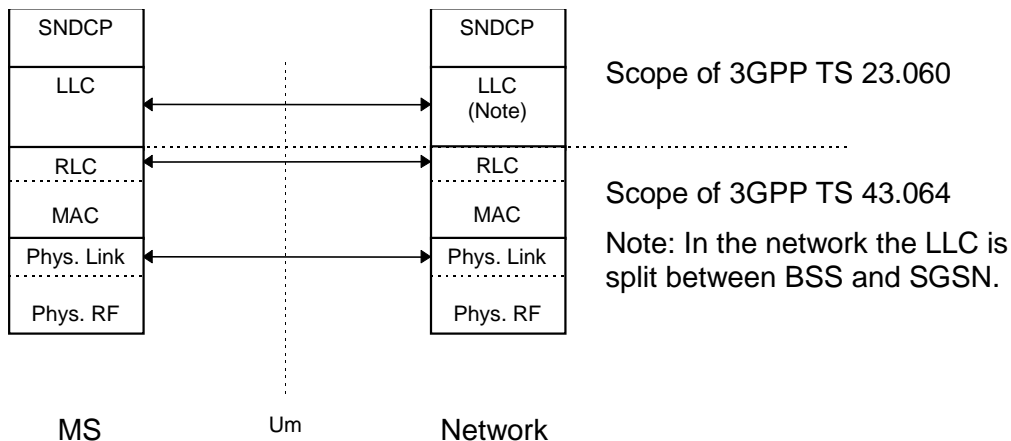 SNDCP
LLC
RLC
MAC
Phys. Link
Phys. RF
MS
Um
SNDCP
LLC
(Note)
RLC
MAC
Phys. Link
Phys. RF
Network
Scope of 3GPP TS 23.060
Scope of 3GPP TS 43.064
Note: In the network the LLC is
split between BSS and SGSN.